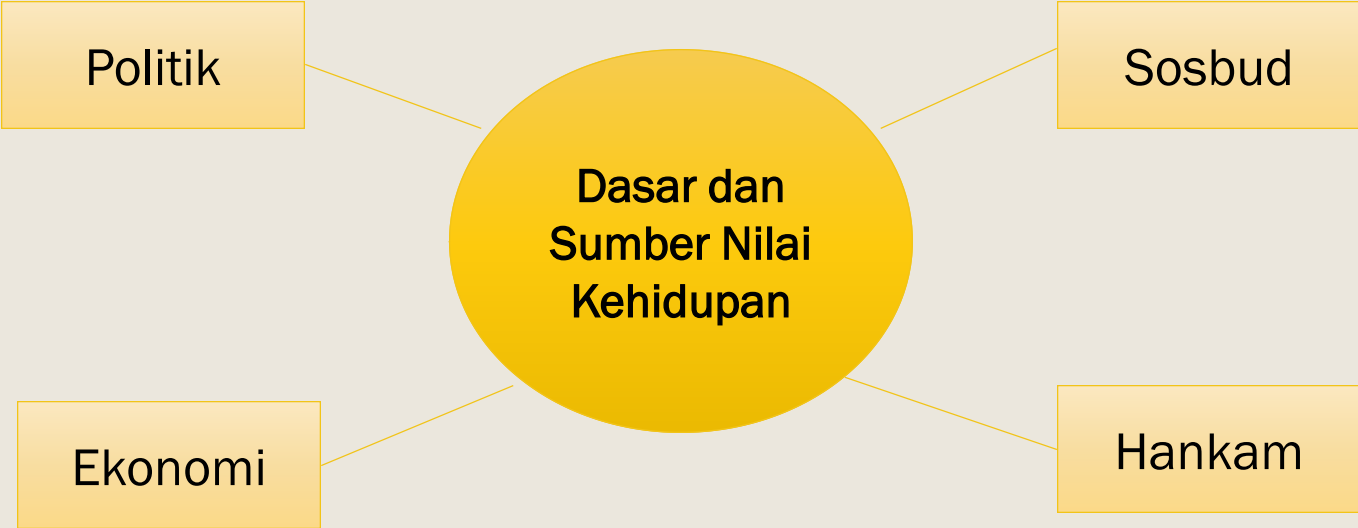 Politik
Sosbud
Dasar dan
Sumber Nilai
Kehidupan
Ekonomi
Hankam